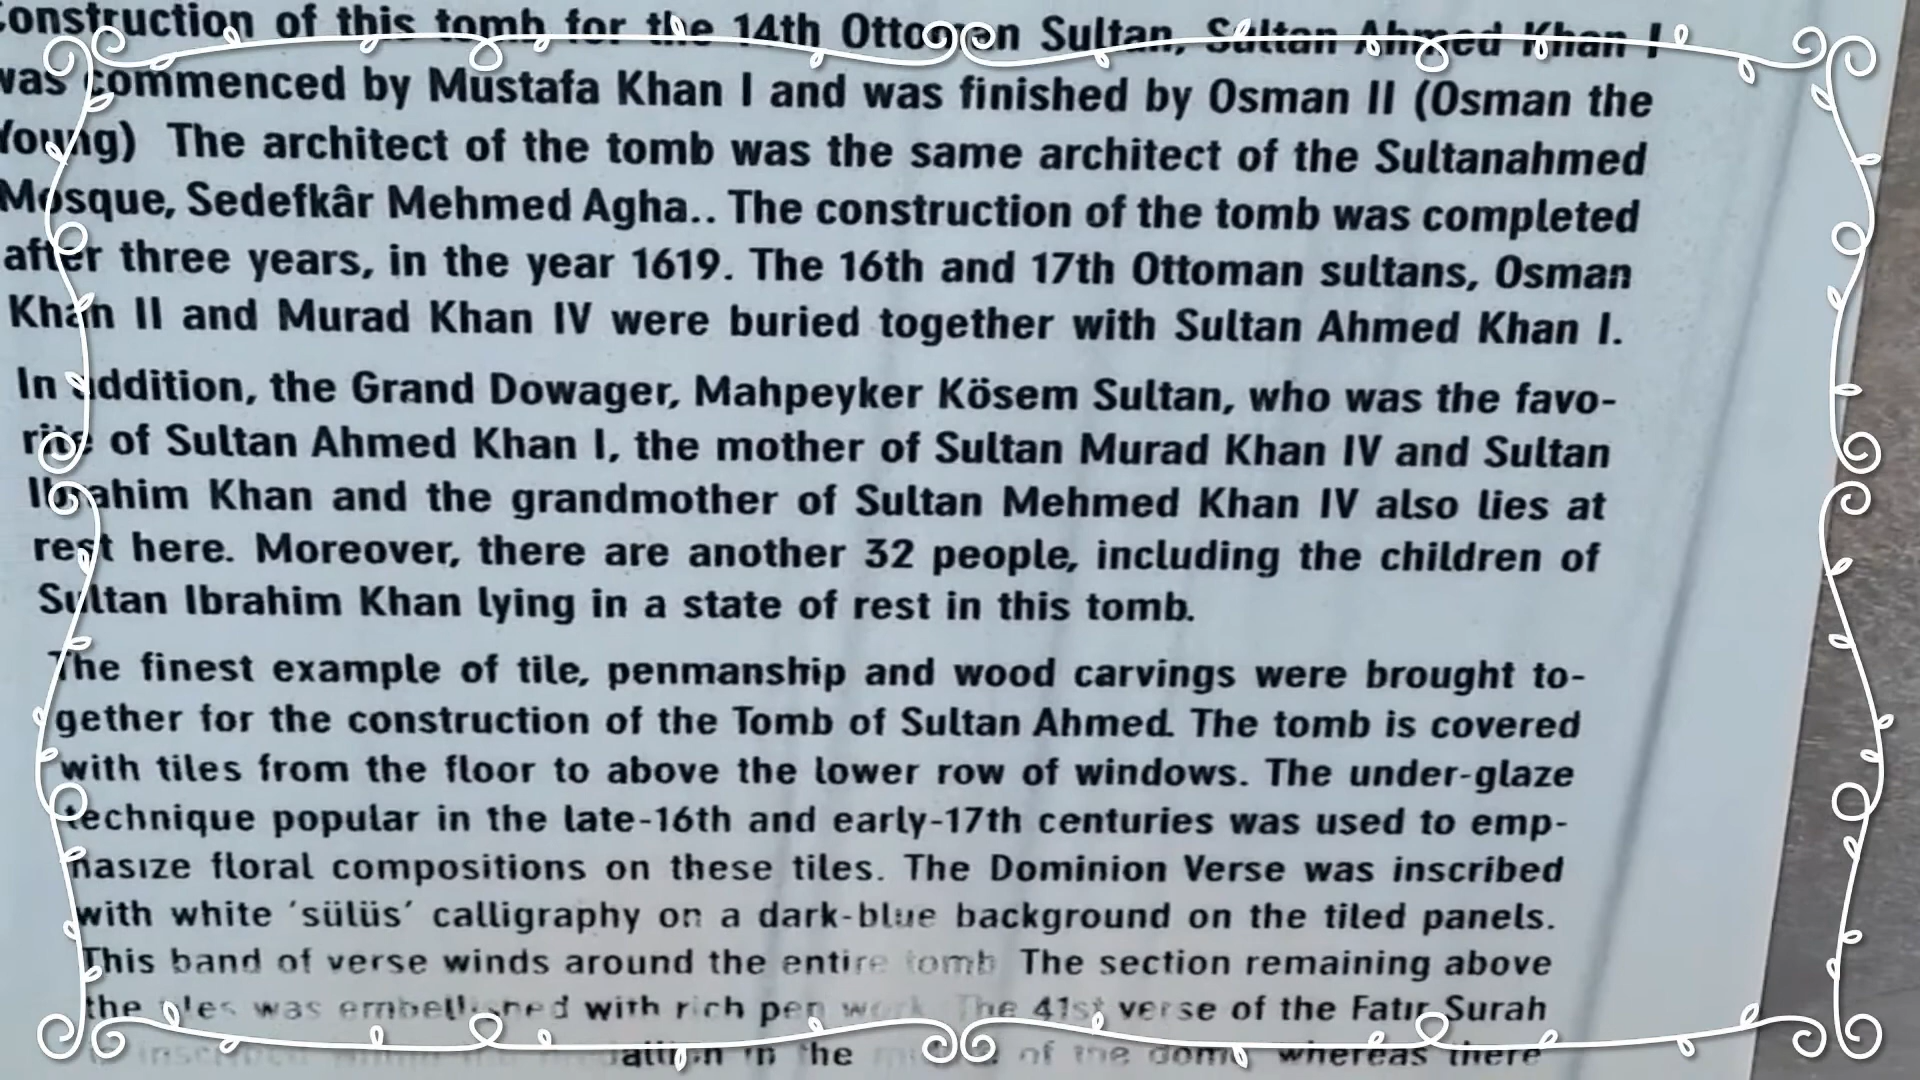 onstruction of this tomb for the 14th Ottoman Sultan, Sultan Ahmed Khan I
was commenced by Mustafa Khan I and was finished by Osman II (Osman the
Young) The architect of the tomb was the same architect of the Sultanahmed
Mosque, Sedefkâr Mehmed Agha.. The construction of the tomb was completed
after three years, in the year 1619. The 16th and 17th Ottoman sultans, Osman
Khan II and Murad Khan IV were buried together with Sultan Ahmed Khan I.
In addition, the Grand Dowager, Mahpeyker Kösem Sultan, who was the favo-
rite of Sultan Ahmed Khan I, the mother of Sultan Murad Khan IV and Sultan
Ibrahim Khan and the grandmother of Sultan Mehmed Khan IV also lies at
rest here. Moreover, there are another 32 people, including the children of
Sultan Ibrahim Khan lying in a state of rest in this tomb.
The finest example of tile, penmanship and wood carvings were brought to-
gether for the construction of the Tomb of Sultan Ahmed. The tomb is covered
with tiles from the floor to above the lower row of windows. The under-glaze
technique popular in the late-16th and early-17th centuries was used to emp-
hasıze floral compositions on these tiles. The Dominion Verse was inscribed
with white ‘sülüs’ calligraphy on a dark-blue background on the tiled panels.
This band of verse winds around the entire tomb The section remaining above
the tiles was embellished with rich pen work. The 41st verse of the Fatır Surah
in the of the dome whereas there